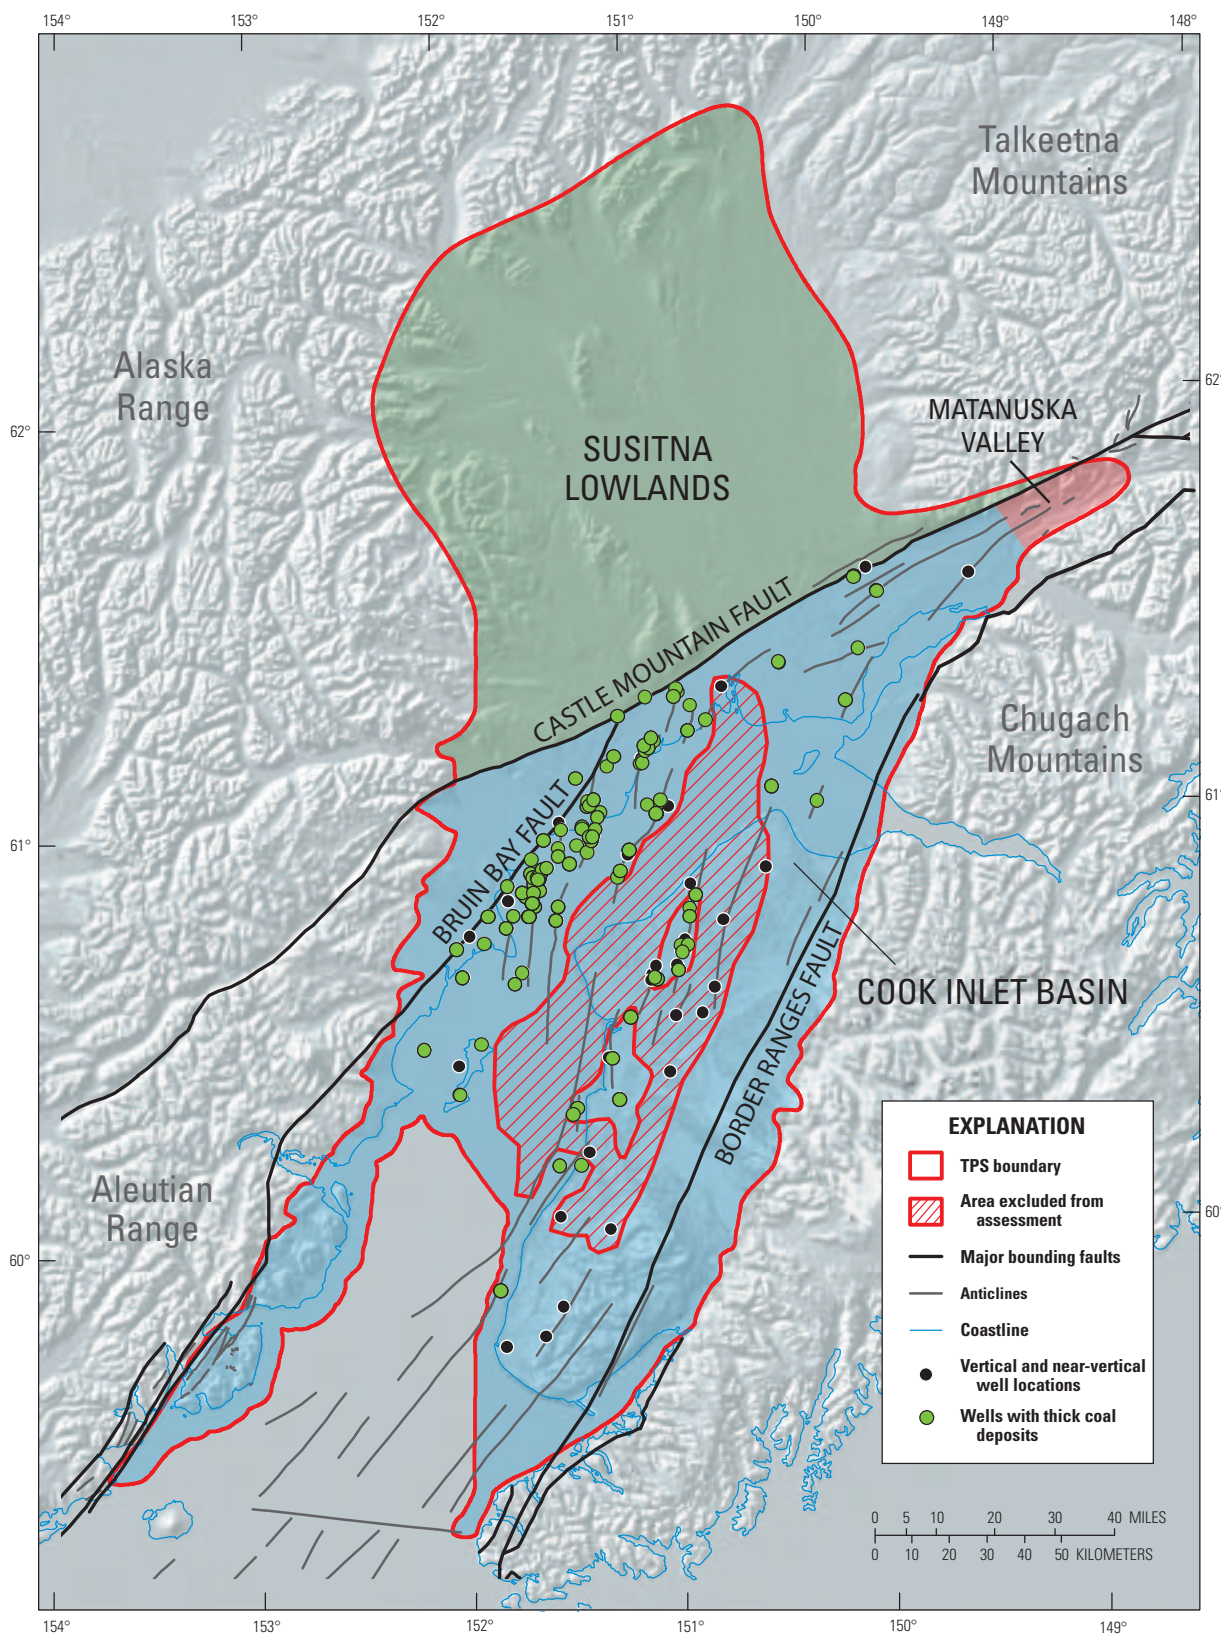 154°
153°
152°
151°
150°
149°
148°
Talkeetna
Mountains
Alaska
Range
62°
62°
MATANUSKA
VALLEY
SUSITNA
LOWLANDS
CASTLE MOUNTAIN FAULT
Chugach
Mountains
61°
61°
BRUIN BAY FAULT
BORDER RANGES FAULT
COOK INLET BASIN
Aleutian
Range
60°
60°
EXPLANATION
TPS boundary
Area excluded from
assessment
Major bounding faults
Anticlines
Coastline
Vertical and near-vertical
well locations
Wells with thick coal
deposits
0 5 10 20 30 40 MILES
0 10 20 30 40 50 KILOMETERS
154°
153°
152°
151°
150°
149°